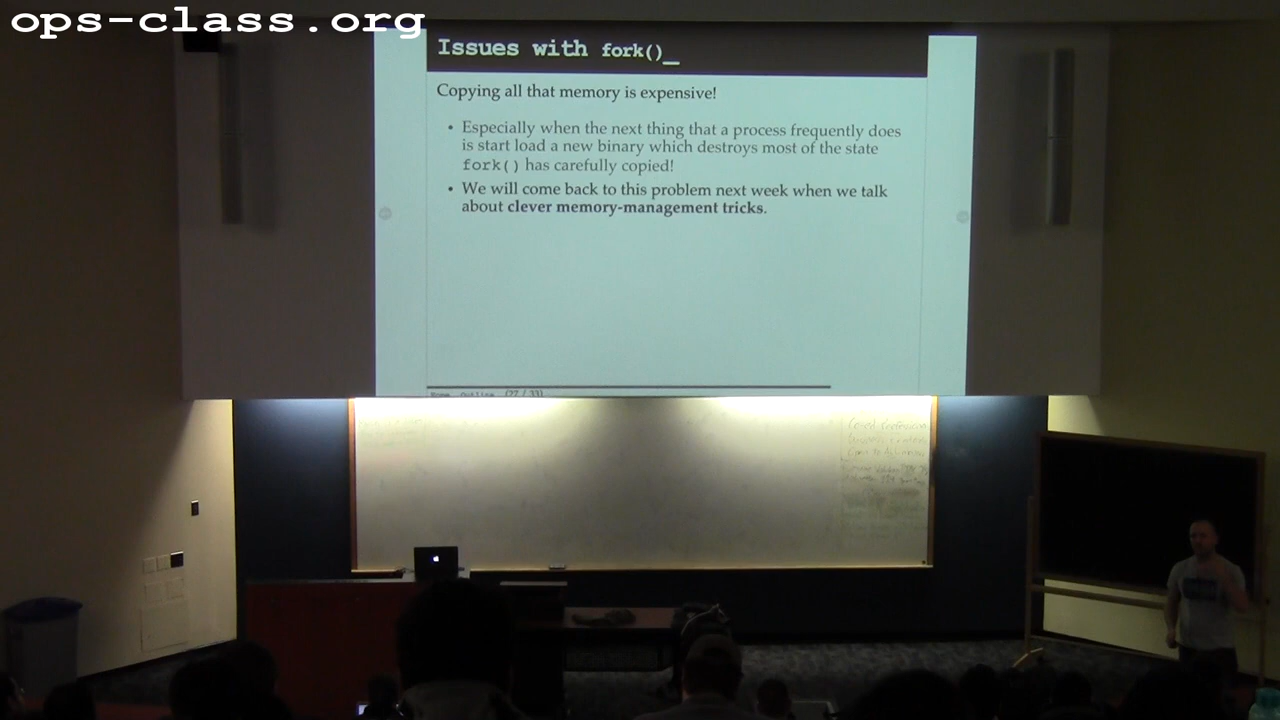 ops-class.org
Issues with fork()_
Copying all that memory is expensive!
• Especially when the next thing that a process frequently does
is start load a new binary which destroys most of the state
fork() has carefully copied!
• We will come back to this problem next week when we talk
about clever memory-management tricks.